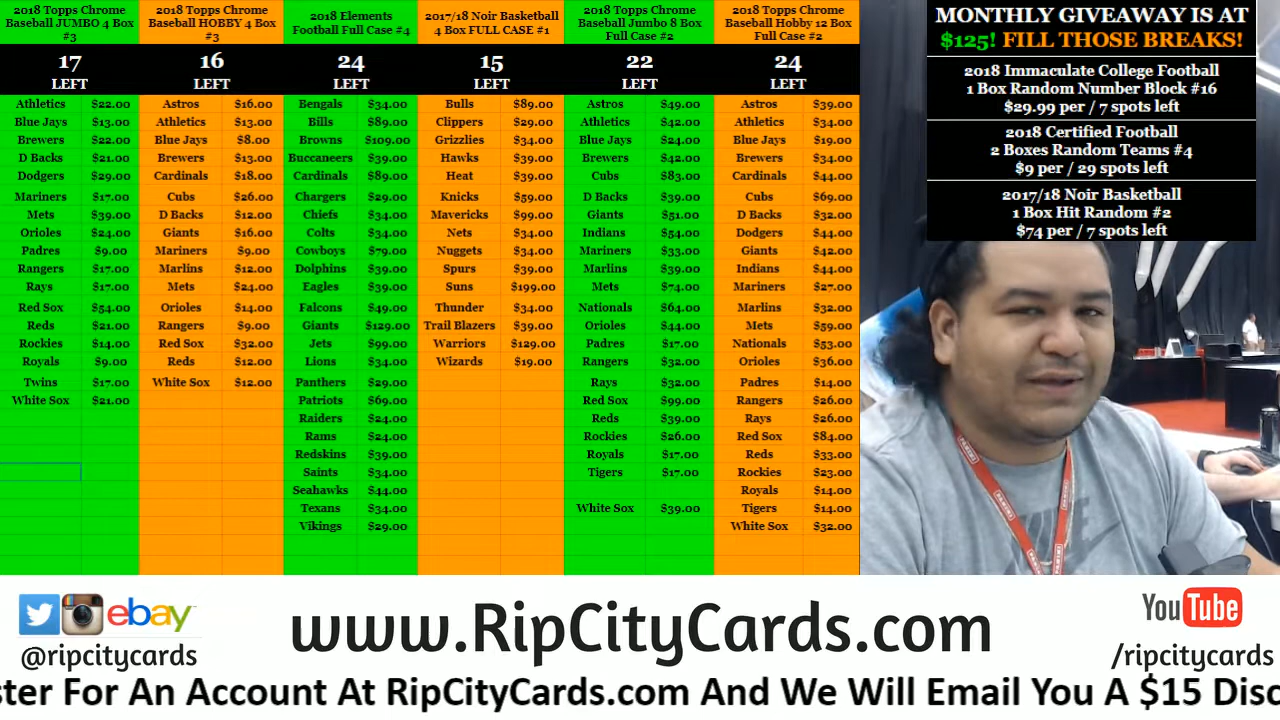 2018 Topps Chrome
Baseball JUMBO 4 Box
#3
17
LEFT
Athletics $22.00
Blue Jays $13.00
Brewers $22.00
D Backs $21.00
Dodgers $29.00
Mariners $17.00
Mets $39.00
Orioles $24.00
Padres $9.00
Rangers $17.00
Rays $17.00
Red Sox $54.00
Reds $21.00
Rockies $14.00
Royals $9.00
Twins $17.00
White Sox $21.00
2018 Topps Chrome
Baseball HOBBY 4 Box
#3
16
LEFT
Astros $16.00
Athletics $13.00
Blue Jays $8.00
Brewers $13.00
Cardinals $18.00
Cubs $26.00
D Backs $12.00
Giants $16.00
Mariners $9.00
Marlins $12.00
Mets $24.00
Orioles $14.00
Rangers $9.00
Red Sox $32.00
Reds $12.00
White Sox $12.00
2018 Elements
Football Full Case #4
24
LEFT
Bengals $34.00
Bills $89.00
Browns $109.00
Buccaneers $39.00
Cardinals $89.00
Chargers $29.00
Chiefs $34.00
Colts $34.00
Cowboys $79.00
Dolphins $39.00
Eagles $39.00
Falcons $49.00
Giants $129.00
Jets $99.00
Lions $34.00
Panthers $29.00
Patriots $69.00
Raiders $24.00
Rams $24.00
Redskins $39.00
Saints $34.00
Seahawks $44.00
Texans $34.00
Vikings $29.00
2017/18 Noir Basketball
4 Box FULL CASE #1
15
LEFT
Bulls $89.00
Clippers $29.00
Grizzlies $34.00
Hawks $39.00
Heat $39.00
Knicks $59.00
Mavericks $99.00
Nets $34.00
Nuggets $34.00
Spurs $39.00
Suns $199.00
Thunder $34.00
Trail Blazers $39.00
Warriors $129.00
Wizards $19.00
2018 Topps Chrome
Baseball Jumbo 8 Box
Full Case #2
22
LEFT
Astros $49.00
Athletics $42.00
Blue Jays $24.00
Brewers $42.00
Cubs $83.00
D Backs $39.00
Giants $51.00
Indians $54.00
Mariners $33.00
Marlins $39.00
Mets $74.00
Nationals $64.00
Orioles $44.00
Padres $17.00
Rangers $32.00
Rays $32.00
Red Sox $99.00
Reds $39.00
Rockies $26.00
Royals $17.00
Tigers $17.00
White Sox $39.00
2018 Topps Chrome
Baseball Hobby 12 Box
Full Case #2
24
LEFT
Astros $39.00
Athletics $34.00
Blue Jays $19.00
Brewers $34.00
Cardinals $44.00
Cubs $69.00
D Backs $32.00
Dodgers $44.00
Giants $42.00
Indians $44.00
Mariners $27.00
Marlins $32.00
Mets $59.00
Nationals $53.00
Orioles $36.00
Padres $14.00
Rangers $26.00
Rays $26.00
Red Sox $84.00
Reds $33.00
Rockies $23.00
Royals $14.00
Tigers $14.00
White Sox $32.00
MONTHLY GIVEAWAY IS AT
$125! FILL THOSE BREAKS!
2018 Immaculate College Football
1 Box Random Number Block #16
$29.99 per / 7 spots left
2018 Certified Football
2 Boxes Random Teams #4
$9 per / 29 spots left
2017/18 Noir Basketball
1 Box Hit Random #2
$74 per / 7 spots left
ebay
@ripcitycards
www.RipCityCards.com
YouTube
/ripcitycards
ster For An Account At RipCityCards.com And We Will Email You A $15 Disc